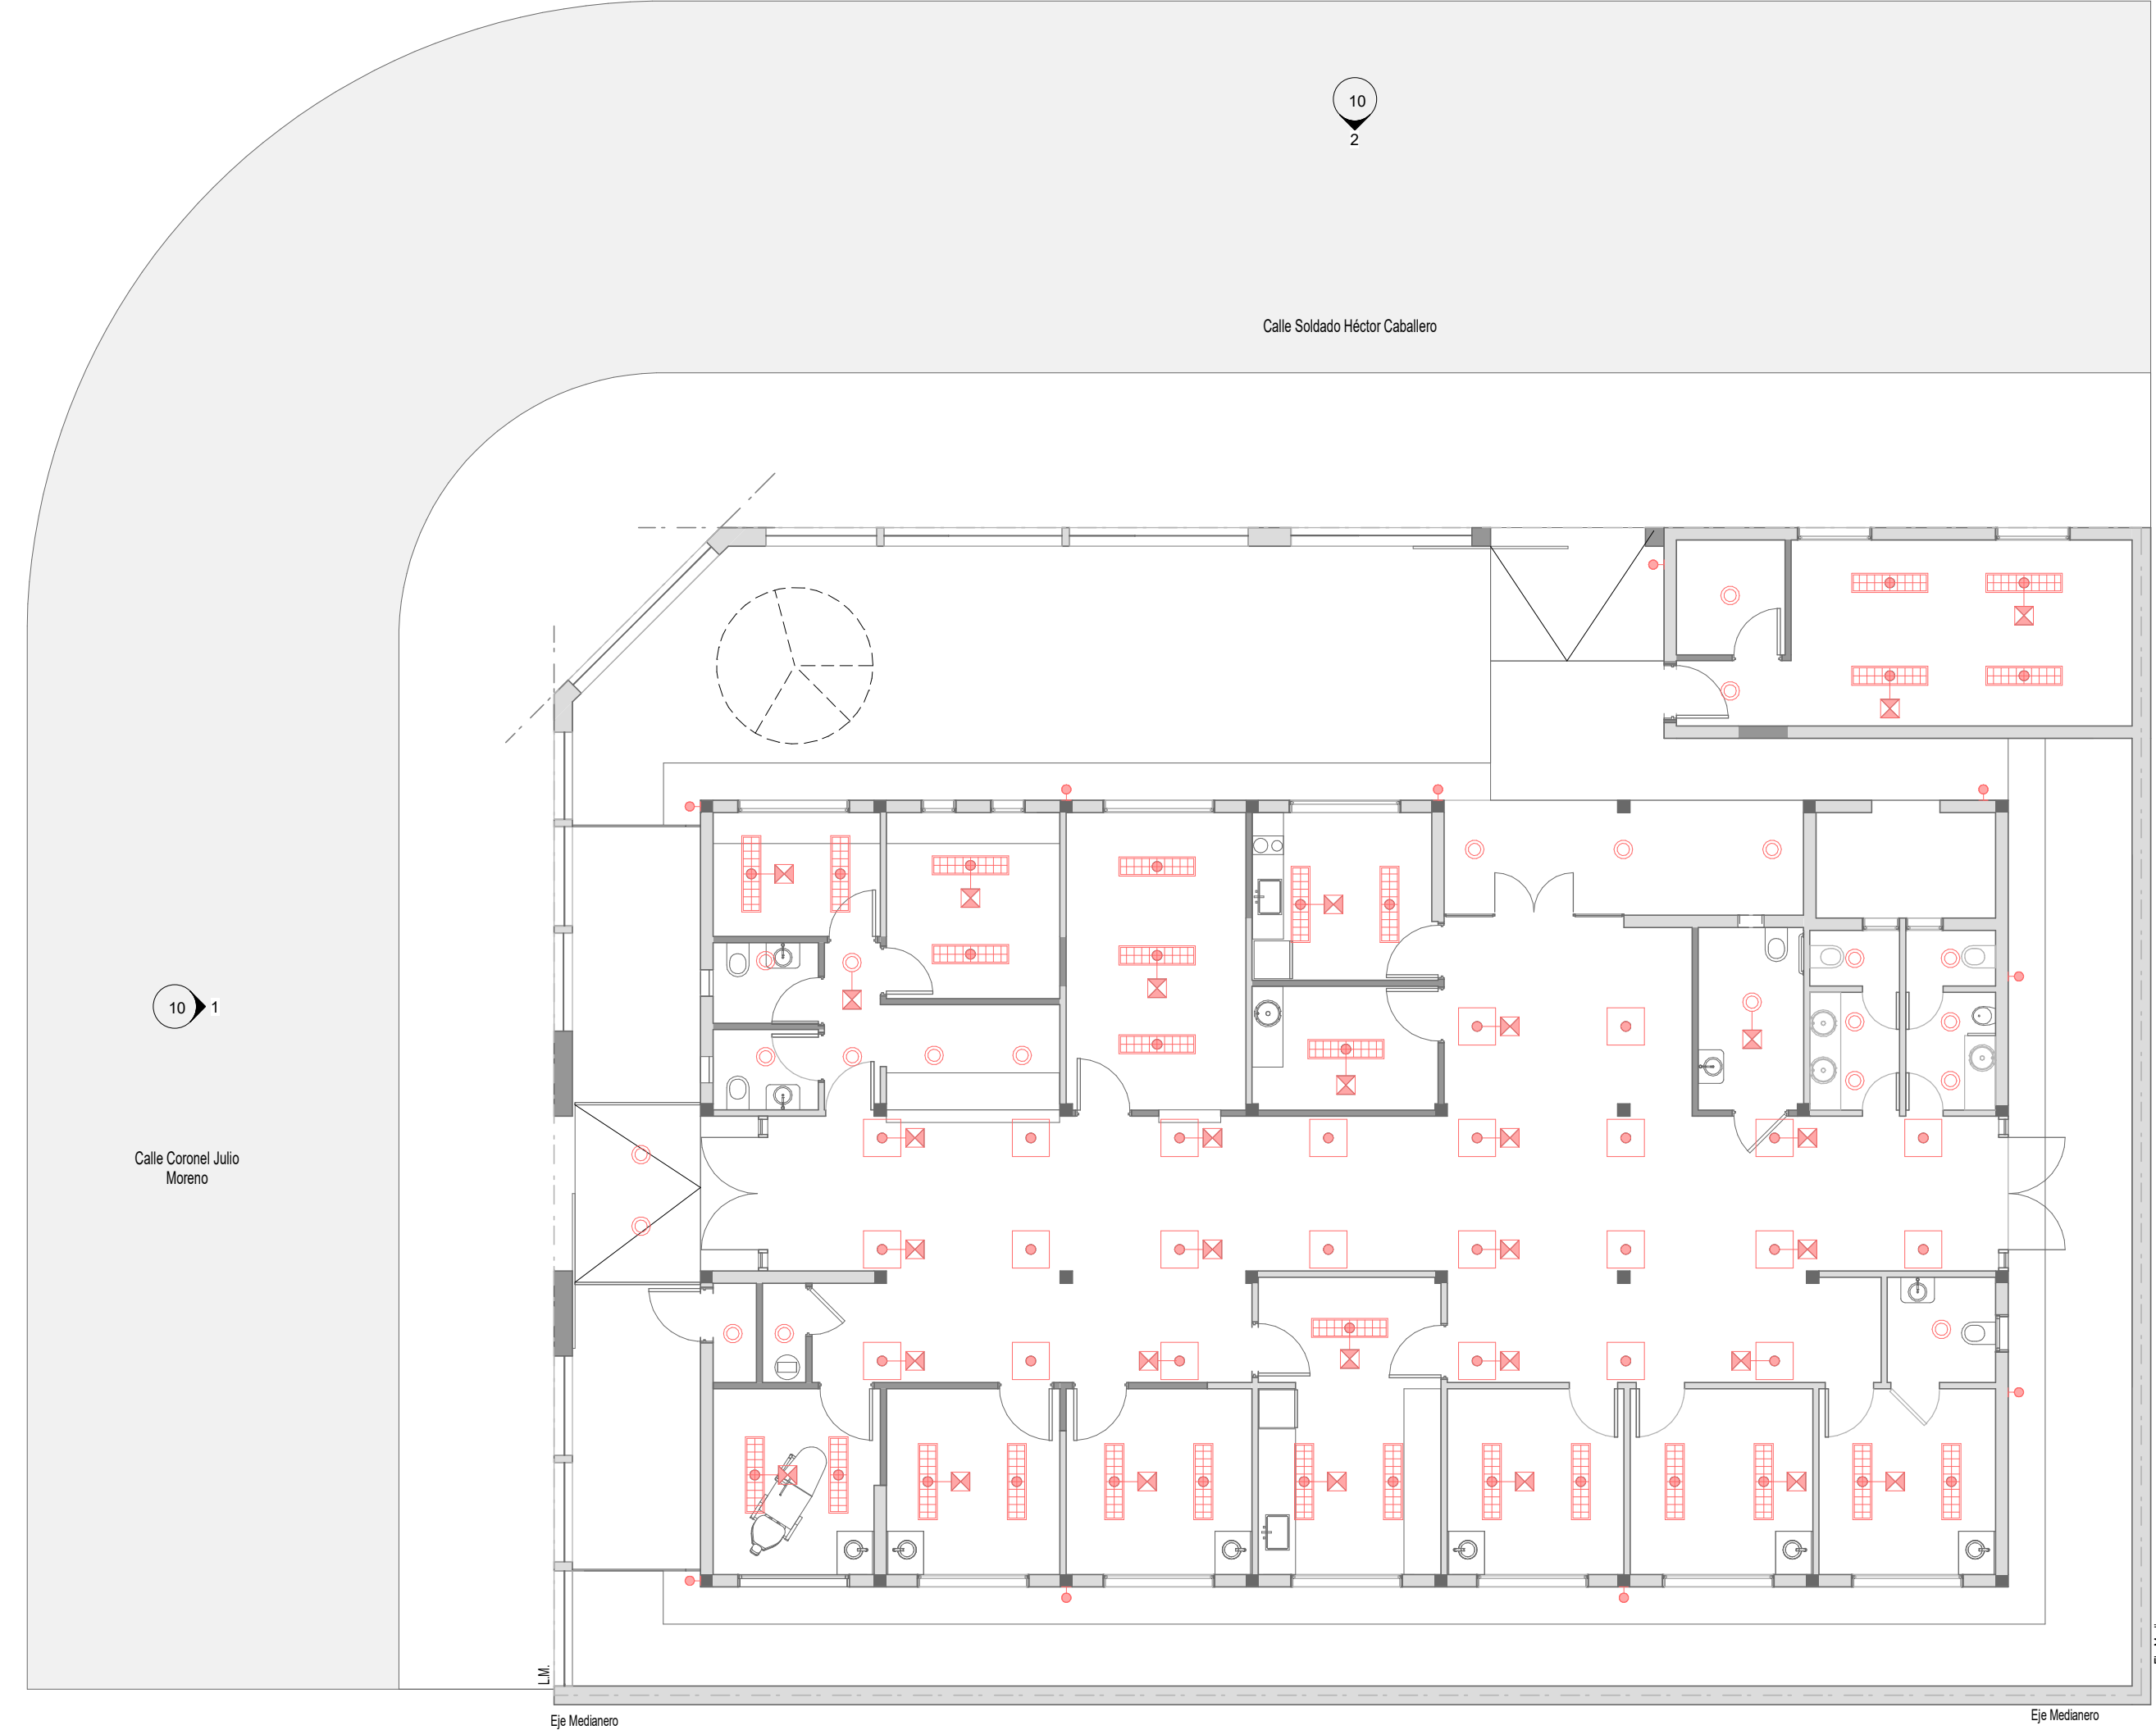 10
2
Calle Soldado Héctor Caballero
10
1
Calle Coronel Julio
Moreno
L.M.
Eje Medianero
Eje Medianero